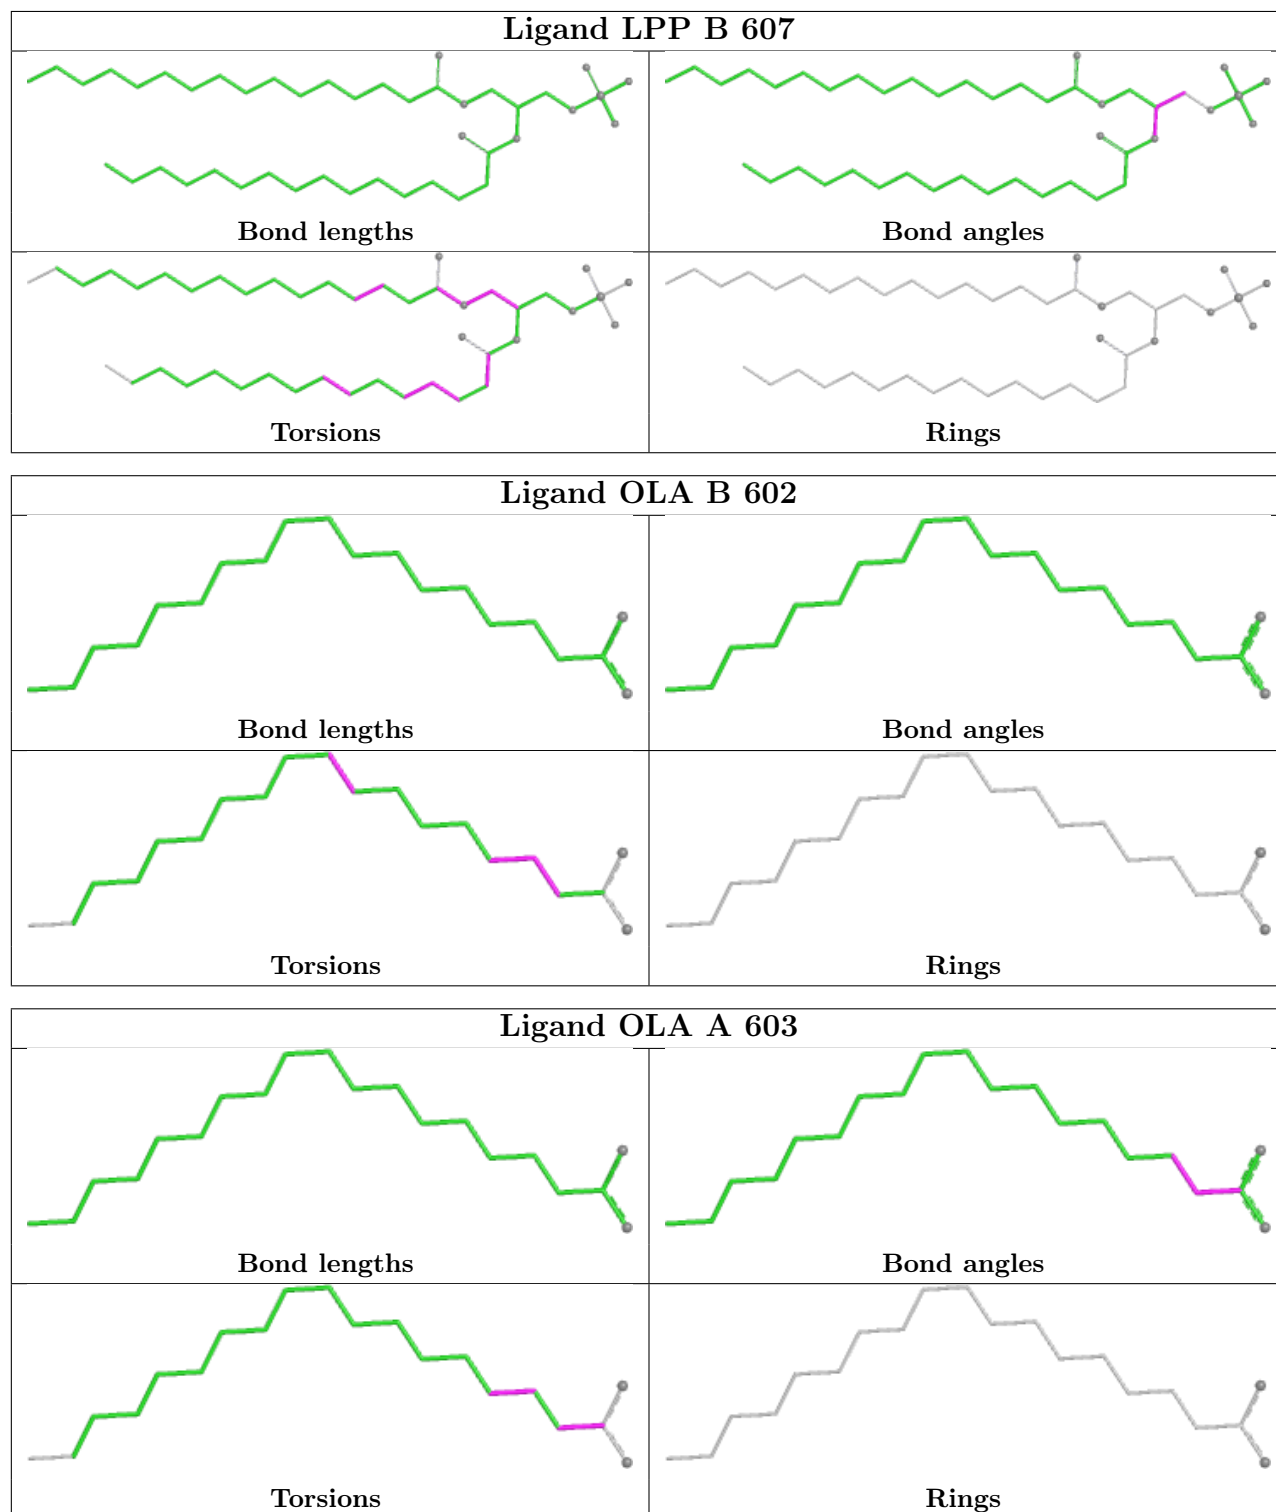 Ligand LPP B 607
Bond lengths
Bond angles
Torsions
Rings
Ligand OLA B 602
Bond lengths
Bond angles
Torsions
Rings
Ligand OLA A 603
Bond lengths
Bond angles
Torsions
Rings